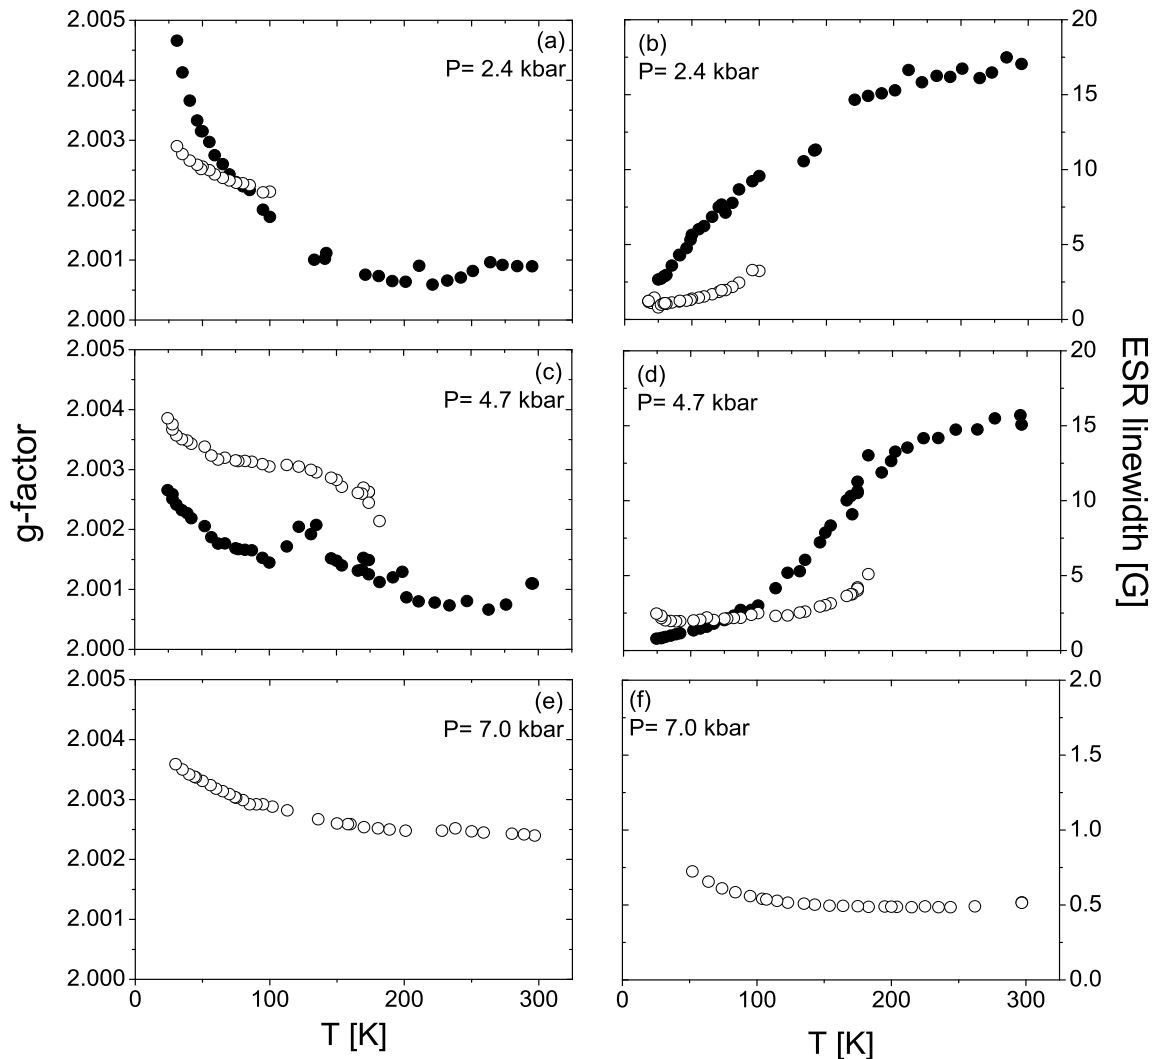 2.005
2.004
2.003
2.002
2.001
2.000
(a)
P= 2.4 kbar
(b)
P= 2.4 kbar
20
15
10
5
0
2.005
2.004
2.003
2.002
2.001
2.000
(c)
P= 4.7 kbar
(d)
P= 4.7 kbar
20
15
10
5
0
2.005
2.004
2.003
2.002
2.001
2.000
(e)
P= 7.0 kbar
(f)
P= 7.0 kbar
2.0
1.5
1.0
0.5
0.0
0 100 200 300
0 100 200 300
T [K]
T [K]
g-factor
ESR linewidth [G]